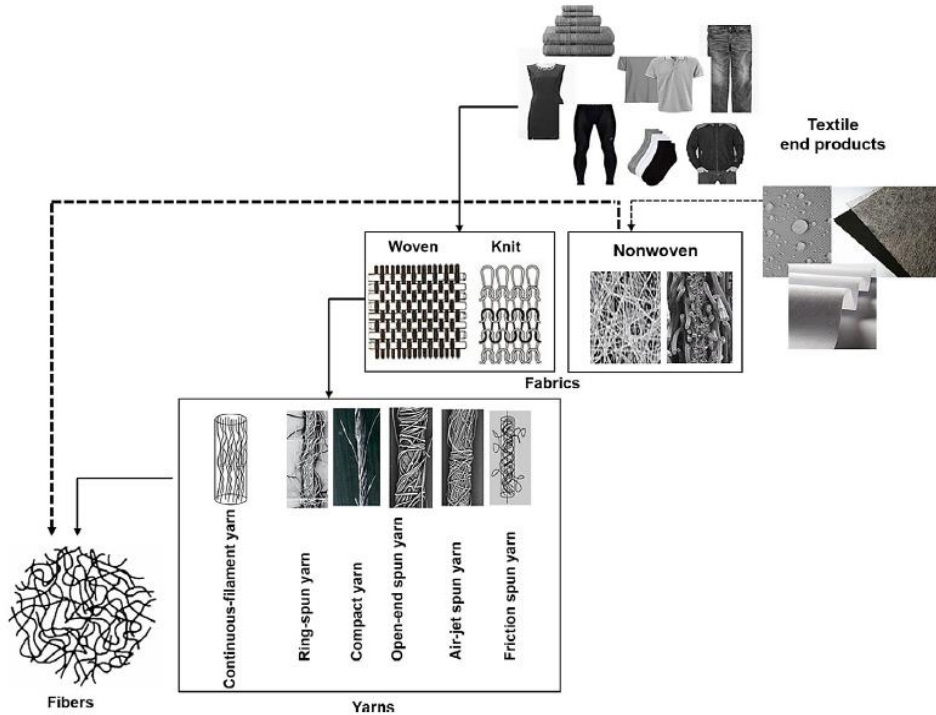 Textile
end products
Woven
Knit
Nonwoven
Fabrics
Continuous-filament yarn
Ring-spun yarn
Compact yarn
Open-end spun yarn
Air-jet spun yarn
Friction spun yarn
Fibers
Yarns